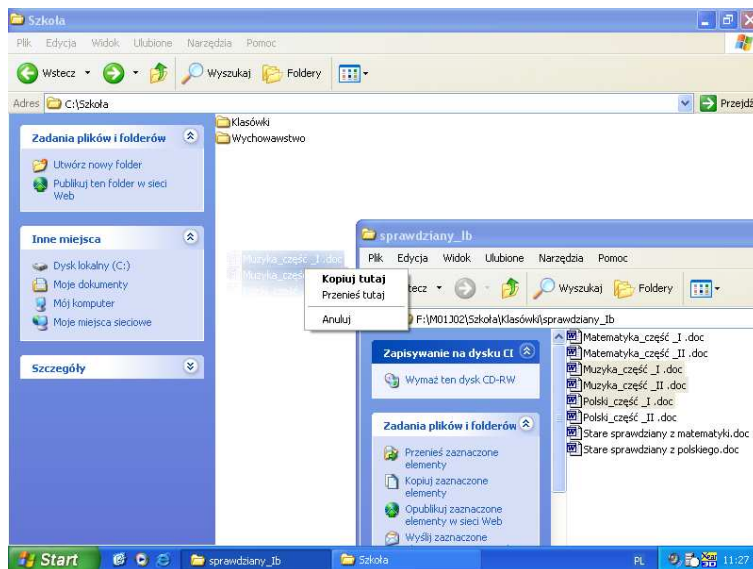 Szkoła
Plik Edycja Widok Ulubione Narzędzia Pomoc
Wstecz Wyszukaj Foldery
Adres C:\Szkoła Przejdź
Zadania plików i folderów
Utwórz nowy folder
Publikuj ten folder w sieci
Web
Inne miejsca
Dysk lokalny (C:)
Moje dokumenty
Mój komputer
Moje miejsca sieciowe
Szczegóły
Klasówki
Wychowawstwo
Muzyka_część _I .doc
Muzyka_część
Kopiuj tutaj
Przenieś tutaj
Anuluj
sprawdziany_Ib
Plik Edycja Widok Ulubione Narzędzia Pomoc
tecz Wyszukaj Foldery
F:\M01J02\Szkoła\Klasówki\sprawdziany_Ib
Zapisywanie na dysku CI
Wymaż ten dysk CD-RW
Zadania plików i folderów
Przenieś zaznaczone
elementy
Kopiuj zaznaczone
elementy
Opublikuj zaznaczone
elementy w sieci Web
Wyślij zaznaczone
Matematyka_część _I .doc
Matematyka_część _II .doc
Muzyka_część _I .doc
Muzyka_część _II .doc
Polski_część _I .doc
Polski_część _II .doc
Stare sprawdziany z matematyki.doc
Stare sprawdziany z polskiego.doc
Start sprawdziany_Ib Szkoła PL 11:27